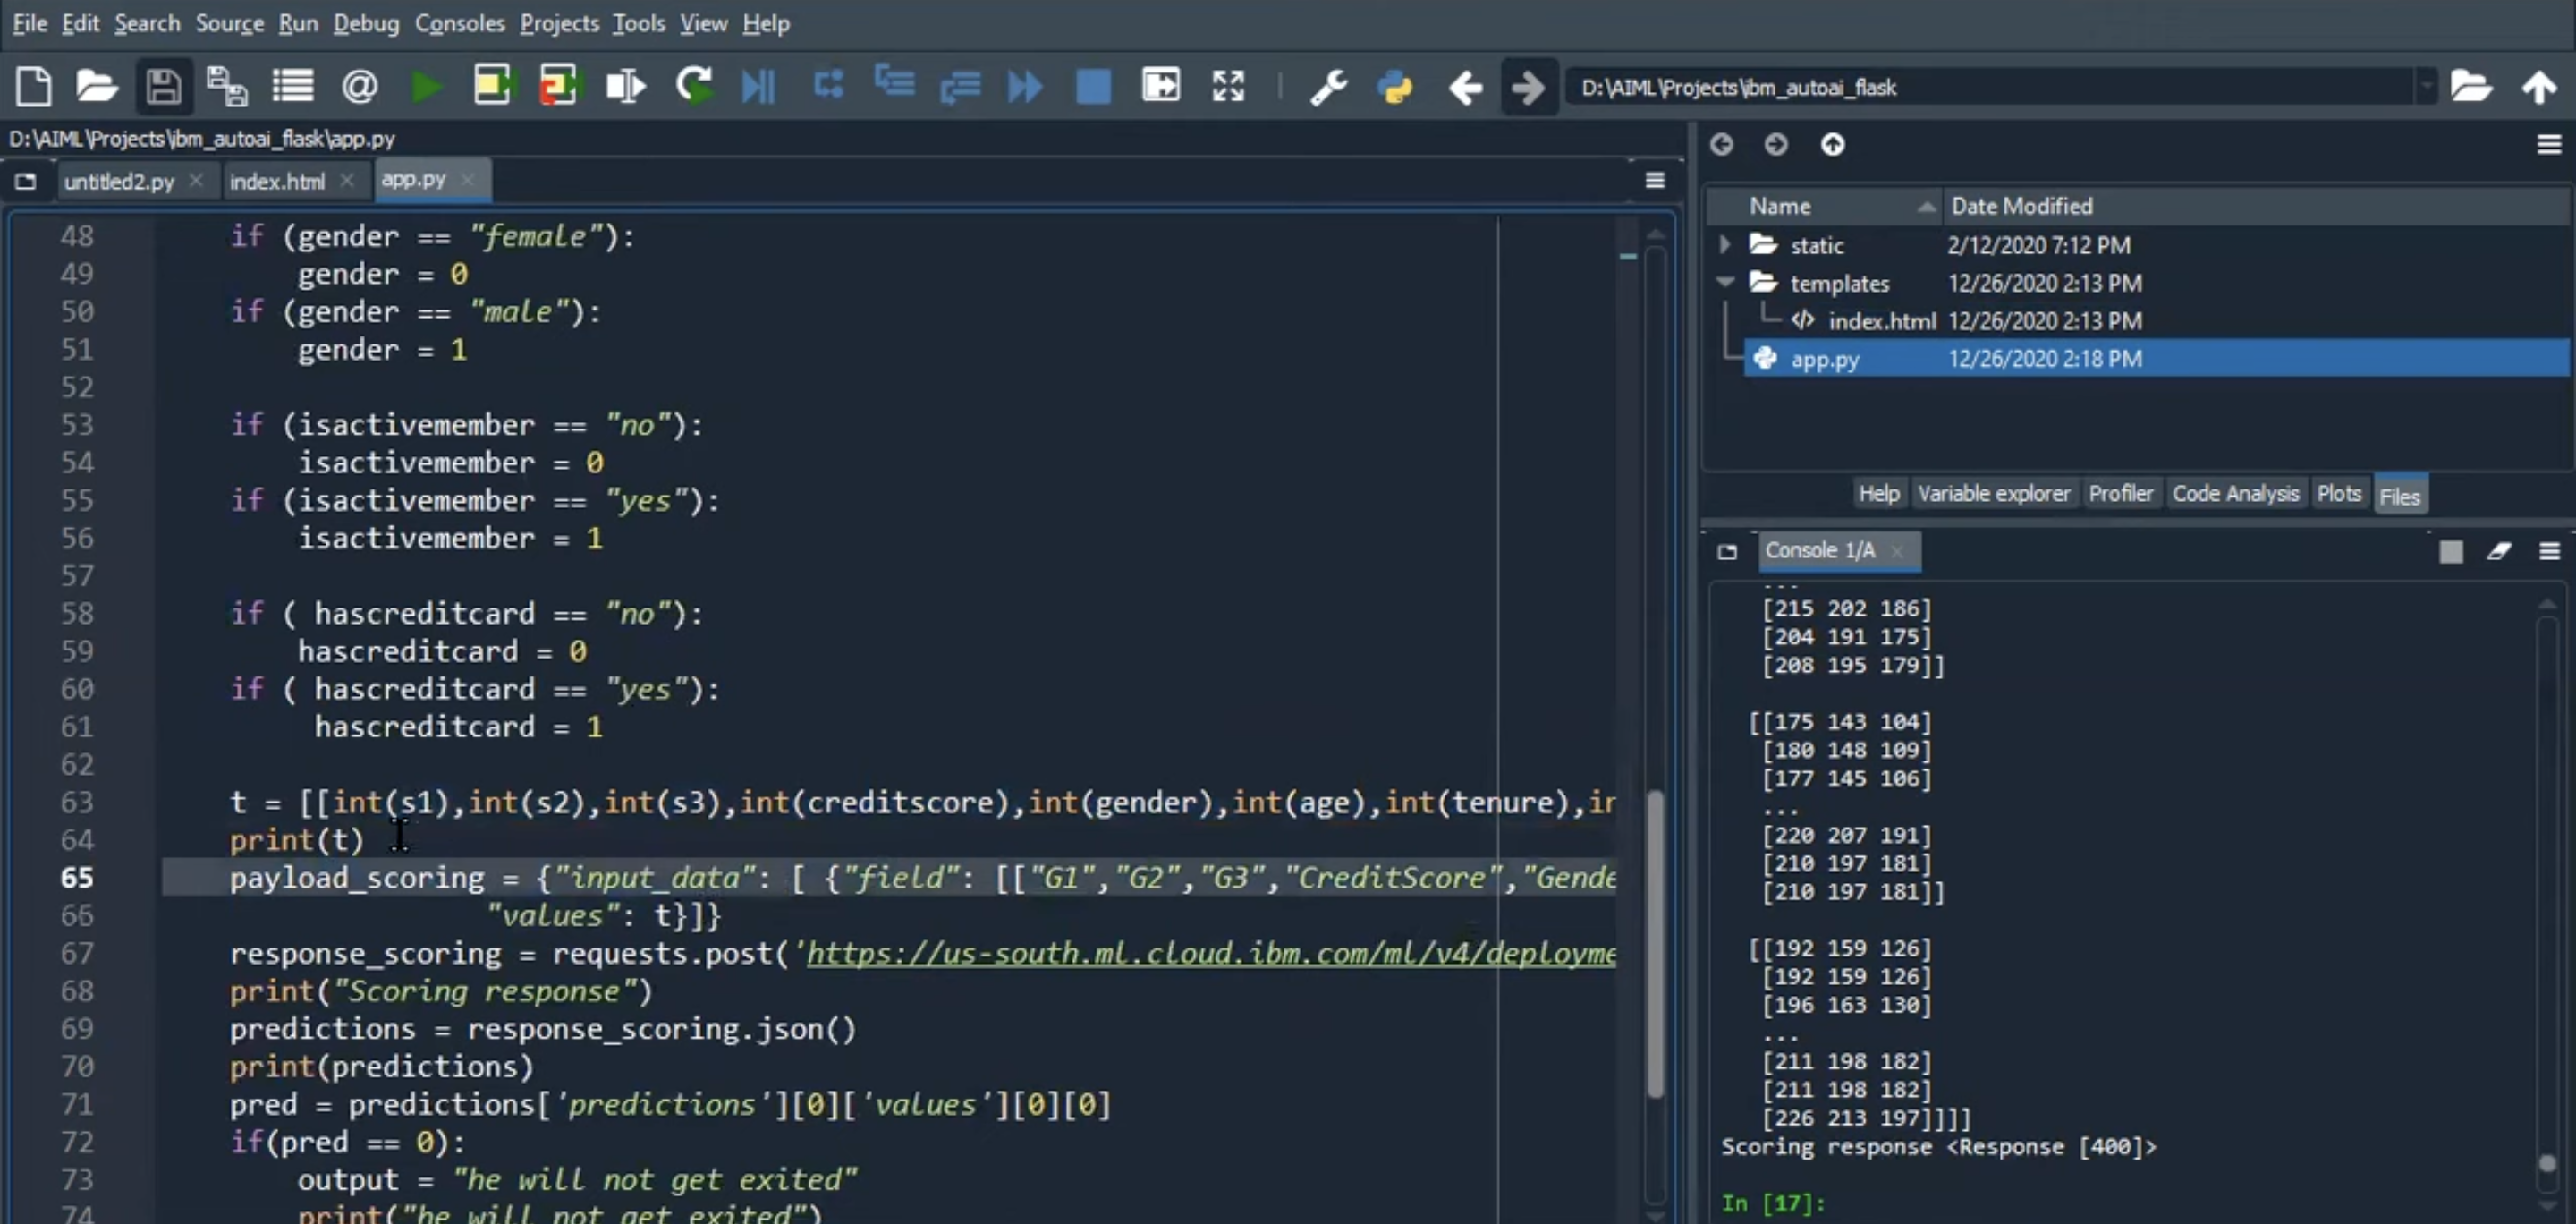 File Edit Search Source Run Debug Consoles Projects Tools View Help
D:\AIML\Projects\ibm_autoai_flask
D:\AIML\Projects\ibm_autoai_flask\app.py
untitled2.py index.html app.py
48 if (gender == "female"):
49 gender = 0
50 if (gender == "male"):
51 gender = 1
52
53 if (isactivemember == "no"):
54 isactivemember = 0
55 if (isactivemember == "yes"):
56 isactivemember = 1
57
58 if ( hascreditcard == "no"):
59 hascreditcard = 0
60 if ( hascreditcard == "yes"):
61 hascreditcard = 1
62
63 t = [[int(s1),int(s2),int(s3),int(creditscore),int(gender),int(age),int(tenure),in
64 print(t)
65 payload_scoring = {"input_data": [ {"field": [["G1","G2","G3","CreditScore","Gende
66 "values": t}]}
67 response_scoring = requests.post('https://us-south.ml.cloud.ibm.com/ml/v4/deployme
68 print("Scoring response")
69 predictions = response_scoring.json()
70 print(predictions)
71 pred = predictions['predictions'][0]['values'][0][0]
72 if(pred == 0):
73 output = "he will not get exited"
74 print("he will not get exited")
Name Date Modified
static 2/12/2020 7:12 PM
templates 12/26/2020 2:13 PM
index.html 12/26/2020 2:13 PM
app.py 12/26/2020 2:18 PM
Help Variable explorer Profiler Code Analysis Plots Files
Console 1/A
...
[215 202 186]
[204 191 175]
[208 195 179]]
[[175 143 104]
[180 148 109]
[177 145 106]
...
[220 207 191]
[210 197 181]
[210 197 181]]
[[192 159 126]
[192 159 126]
[196 163 130]
...
[211 198 182]
[211 198 182]
[226 213 197]]]]
Scoring response <Response [400]>
In [17]: